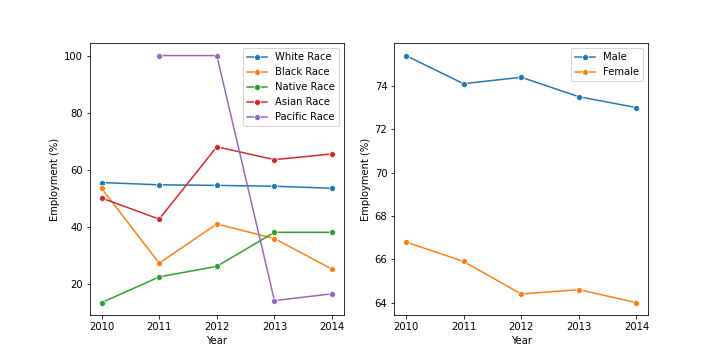 100
80
60
40
20
Employment (%)
2010 2011 2012 2013 2014
Year
White Race
Black Race
Native Race
Asian Race
Pacific Race
74
72
70
68
66
64
Employment (%)
2010 2011 2012 2013 2014
Year
Male
Female